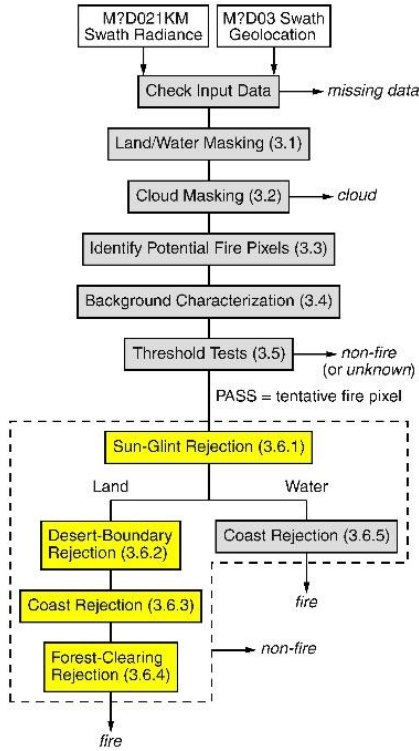 M?D021KM
Swath Radiance
M?D03 Swath
Geolocation
Check Input Data
missing data
Land/Water Masking (3.1)
Cloud Masking (3.2)
cloud
Identify Potential Fire Pixels (3.3)
Background Characterization (3.4)
Threshold Tests (3.5)
non-fire
(or unknown)
PASS = tentative fire pixel
Sun-Glint Rejection (3.6.1)
Land
Water
Desert-Boundary
Rejection (3.6.2)
Coast Rejection (3.6.5)
Coast Rejection (3.6.3)
fire
Forest-Clearing
Rejection (3.6.4)
non-fire
fire